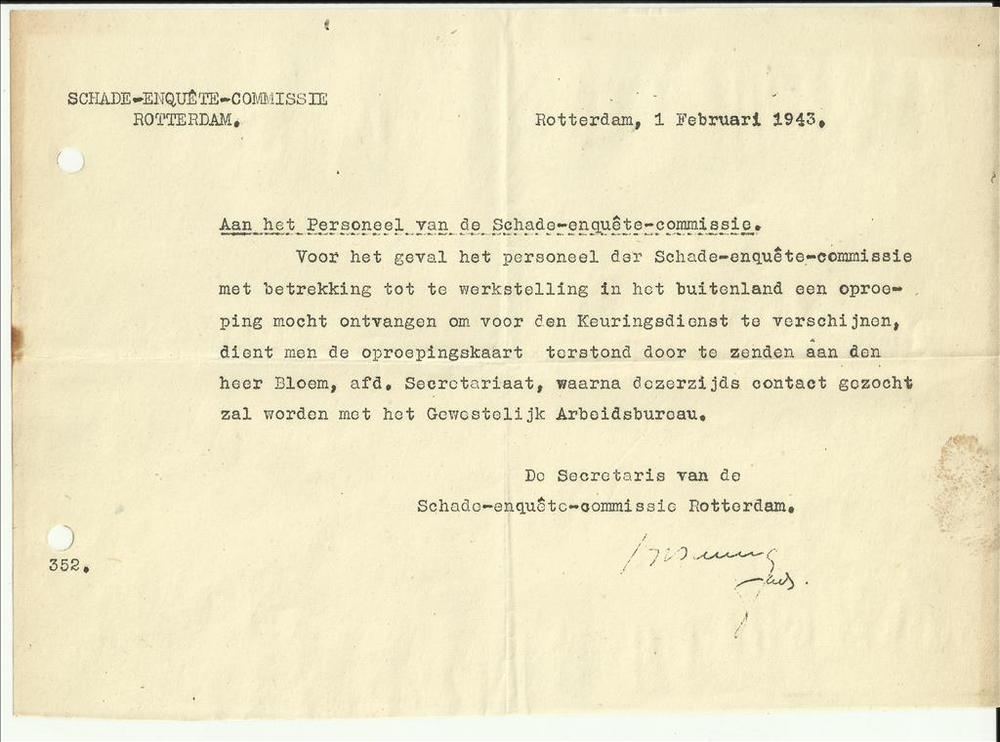 SCHADE-ENQUÊTE-COMMISSIE
ROTTERDAM.
Rotterdam, 1 Februari 1943.
Aan het Personeel van de Schade-enquête-commissie.
Voor het geval het personeel der Schade-enquête-commissie
met betrekking tot te werkstelling in het buitenland een oproe-
ping mocht ontvangen om voor den Keuringsdienst te verschijnen,
dient men de oproepingskaart terstond door te zenden aan den
heer Bloem, afd. Secretariaat, waarna dezerzijds contact gezocht
zal worden met het Gewestelijk Arbeidsbureau.
De Secretaris van de
Schade-enquête-commissie Rotterdam.
352.